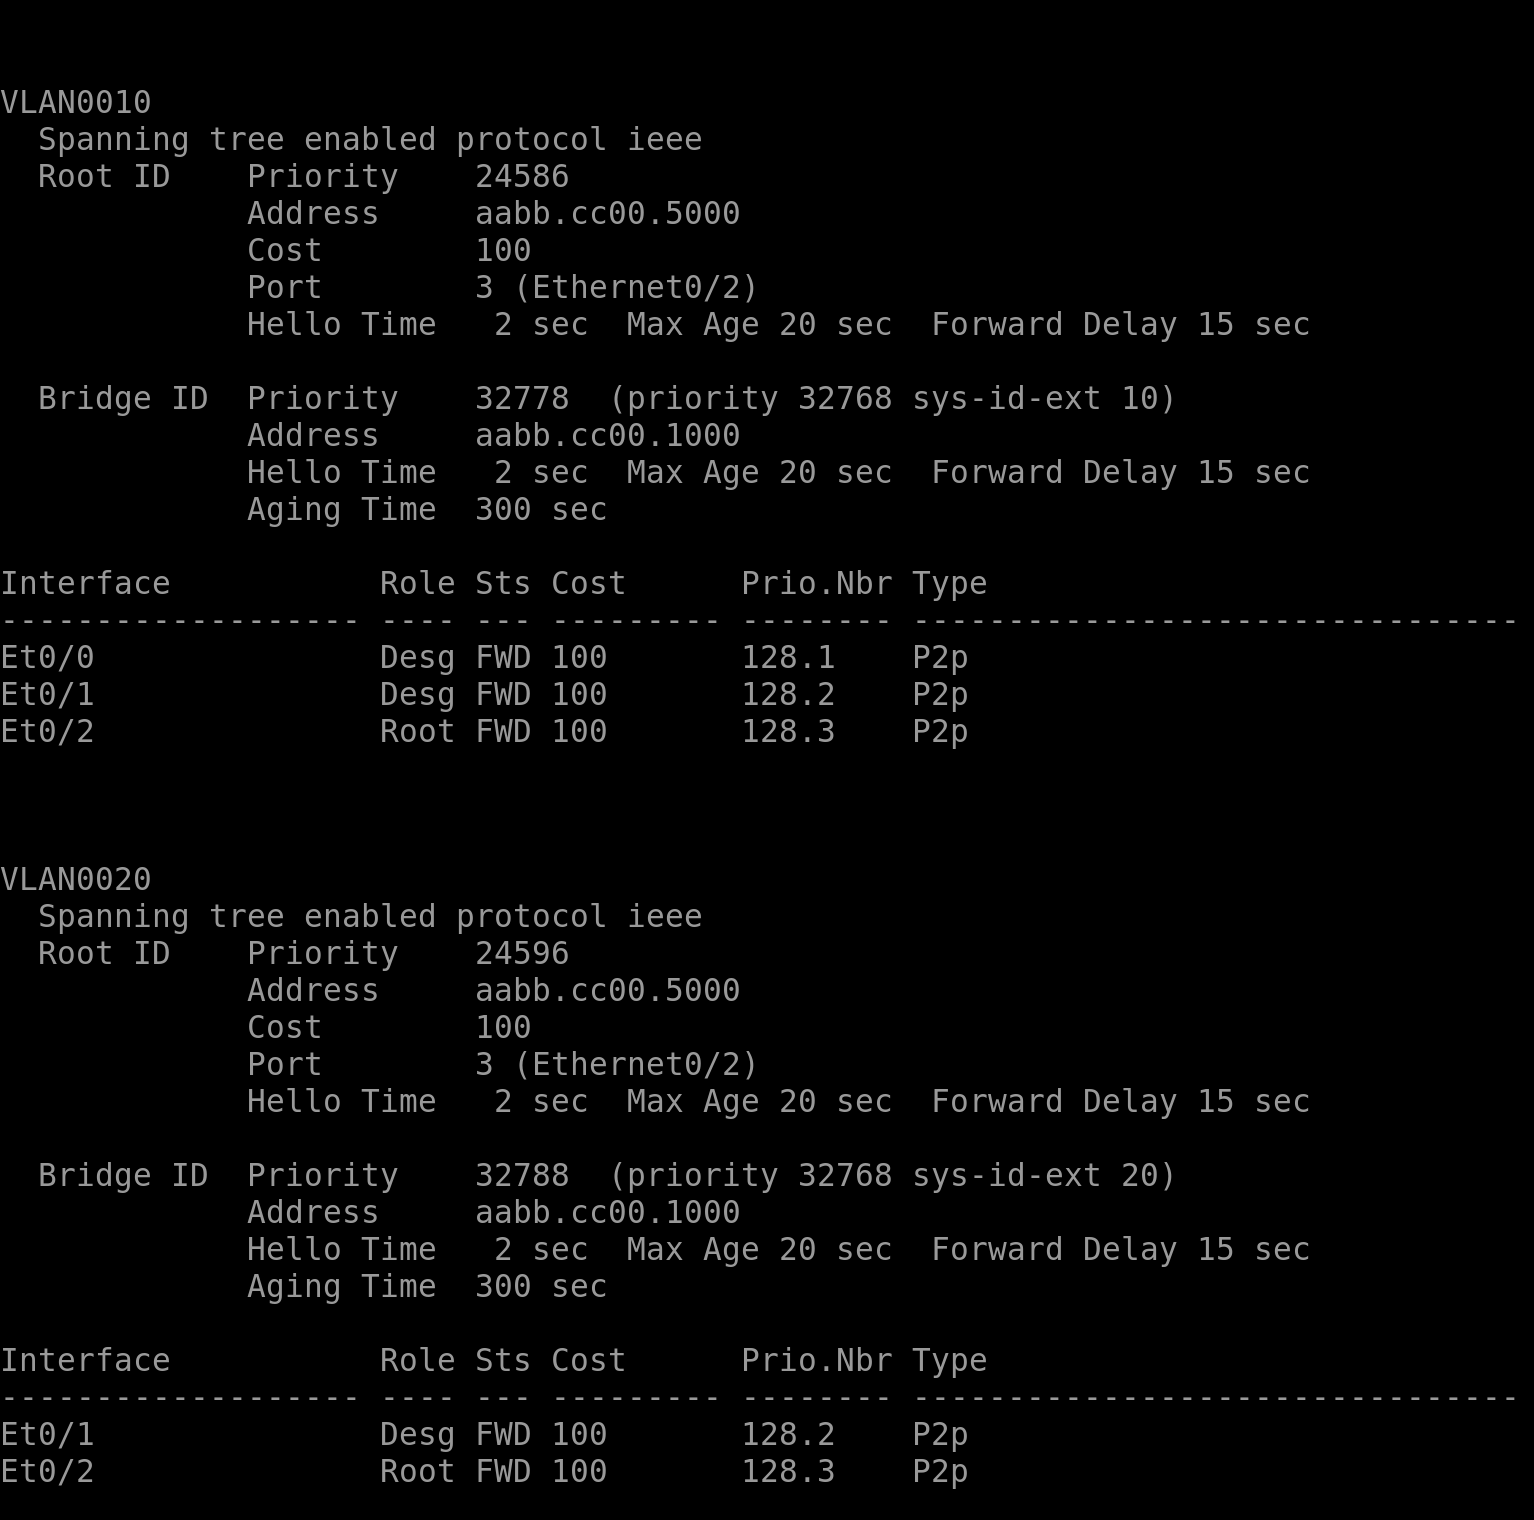 VLAN0010
  Spanning tree enabled protocol ieee
  Root ID    Priority    24586
             Address     aabb.cc00.5000
             Cost        100
             Port        3 (Ethernet0/2)
             Hello Time   2 sec  Max Age 20 sec  Forward Delay 15 sec

  Bridge ID  Priority    32778  (priority 32768 sys-id-ext 10)
             Address     aabb.cc00.1000
             Hello Time   2 sec  Max Age 20 sec  Forward Delay 15 sec
             Aging Time  300 sec

Interface           Role Sts Cost      Prio.Nbr Type
------------------- ---- --- --------- -------- --------------------------------
Et0/0               Desg FWD 100       128.1    P2p
Et0/1               Desg FWD 100       128.2    P2p
Et0/2               Root FWD 100       128.3    P2p

VLAN0020
  Spanning tree enabled protocol ieee
  Root ID    Priority    24596
             Address     aabb.cc00.5000
             Cost        100
             Port        3 (Ethernet0/2)
             Hello Time   2 sec  Max Age 20 sec  Forward Delay 15 sec

  Bridge ID  Priority    32788  (priority 32768 sys-id-ext 20)
             Address     aabb.cc00.1000
             Hello Time   2 sec  Max Age 20 sec  Forward Delay 15 sec
             Aging Time  300 sec

Interface           Role Sts Cost      Prio.Nbr Type
------------------- ---- --- --------- -------- --------------------------------
Et0/1               Desg FWD 100       128.2    P2p
Et0/2               Root FWD 100       128.3    P2p